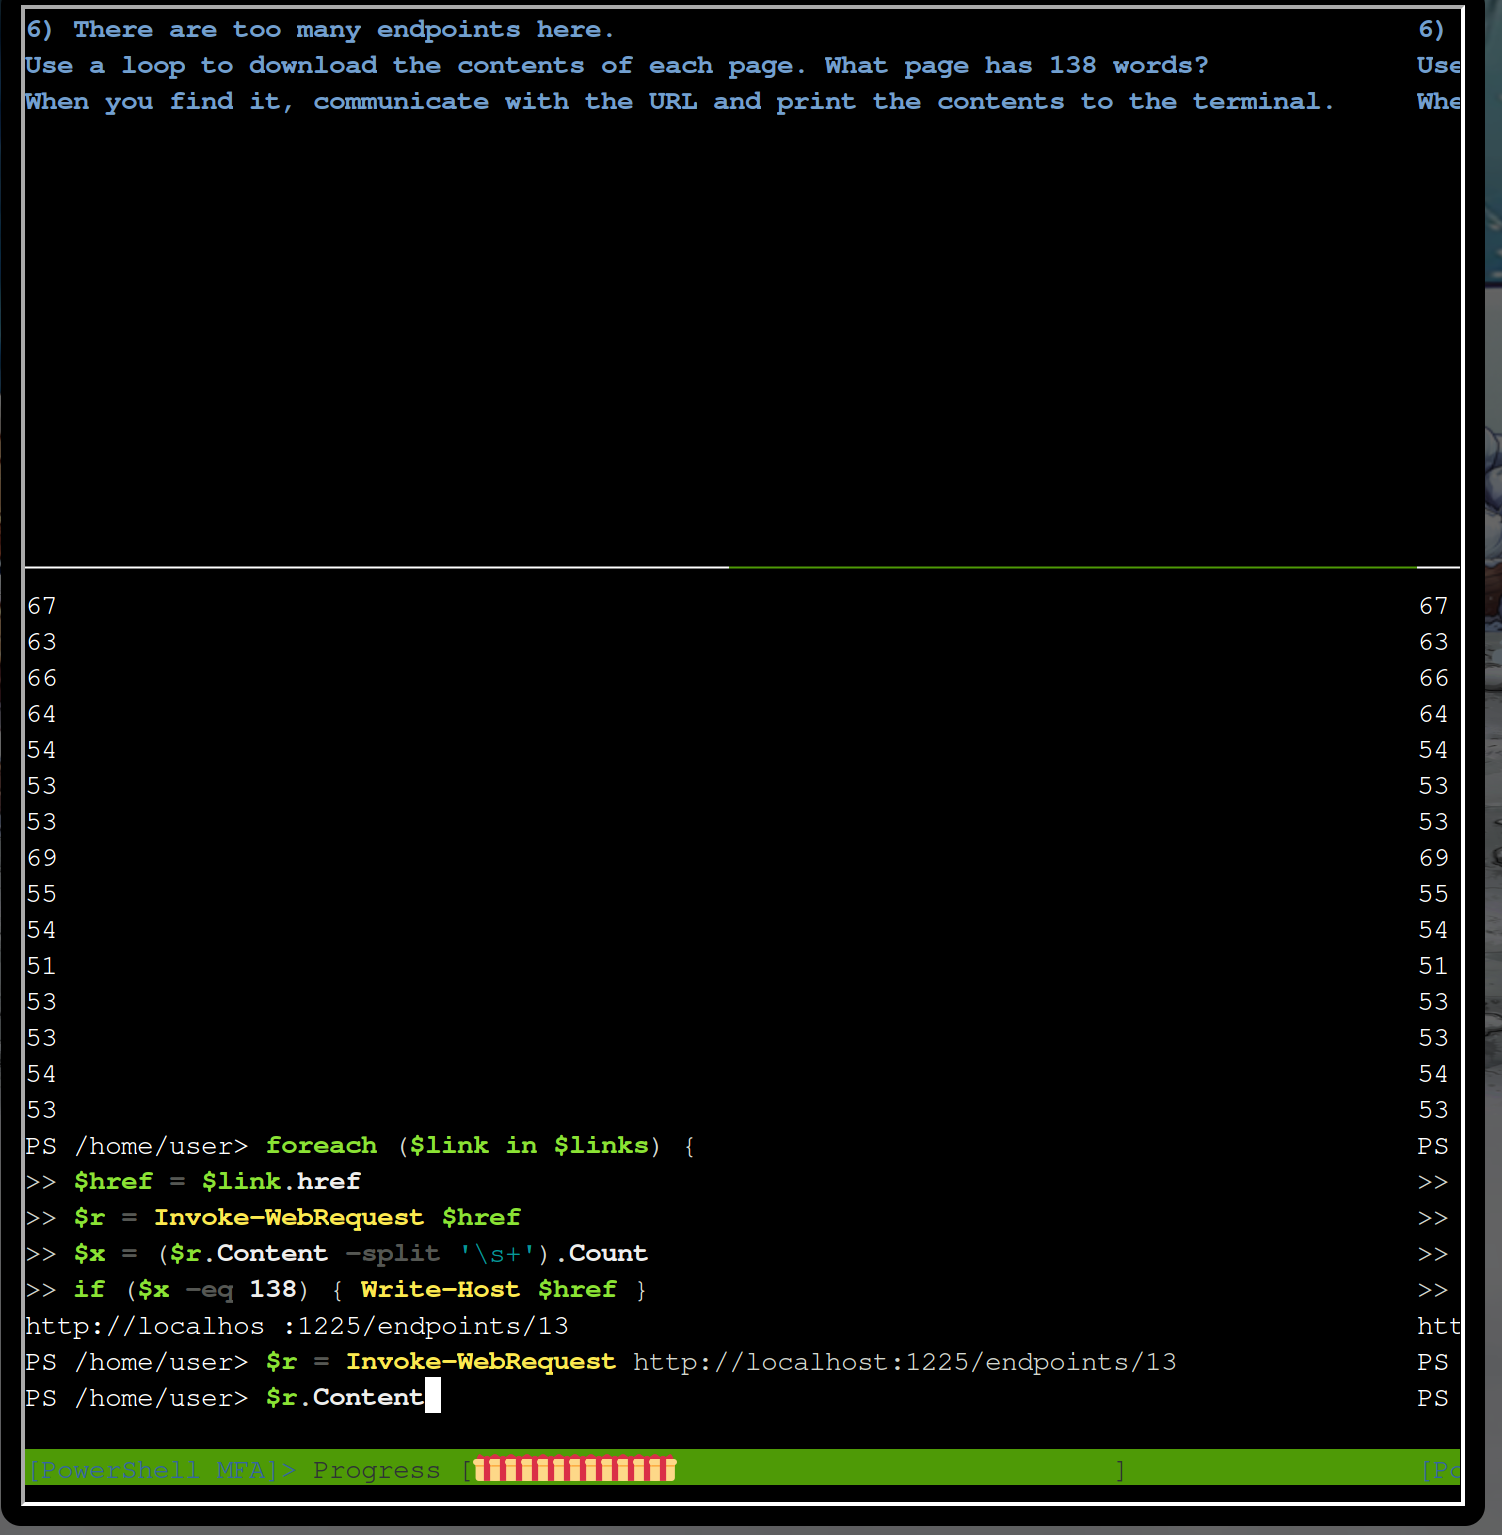 6) There are too many endpoints here.
Use a loop to download the contents of each page. What page has 138 words?
When you find it, communicate with the URL and print the contents to the terminal.
67
63
66
64
54
53
53
69
55
54
51
53
53
54
53
PS /home/user> foreach ($link in $links) {
>> $href = $link.href
>> $r = Invoke-WebRequest $href
>> $x = ($r.Content -split '\s+').Count
>> if ($x -eq 138) { Write-Host $href }
http://localhos :1225/endpoints/13
PS /home/user> $r = Invoke-WebRequest http://localhost:1225/endpoints/13
PS /home/user> $r.Content
[PowerShell MFA]> Progress [ ]
6)
Use
Whe
67
63
66
64
54
53
53
69
55
54
51
53
53
54
53
PS
>>
>>
>>
>>
htt
PS
PS
[Po